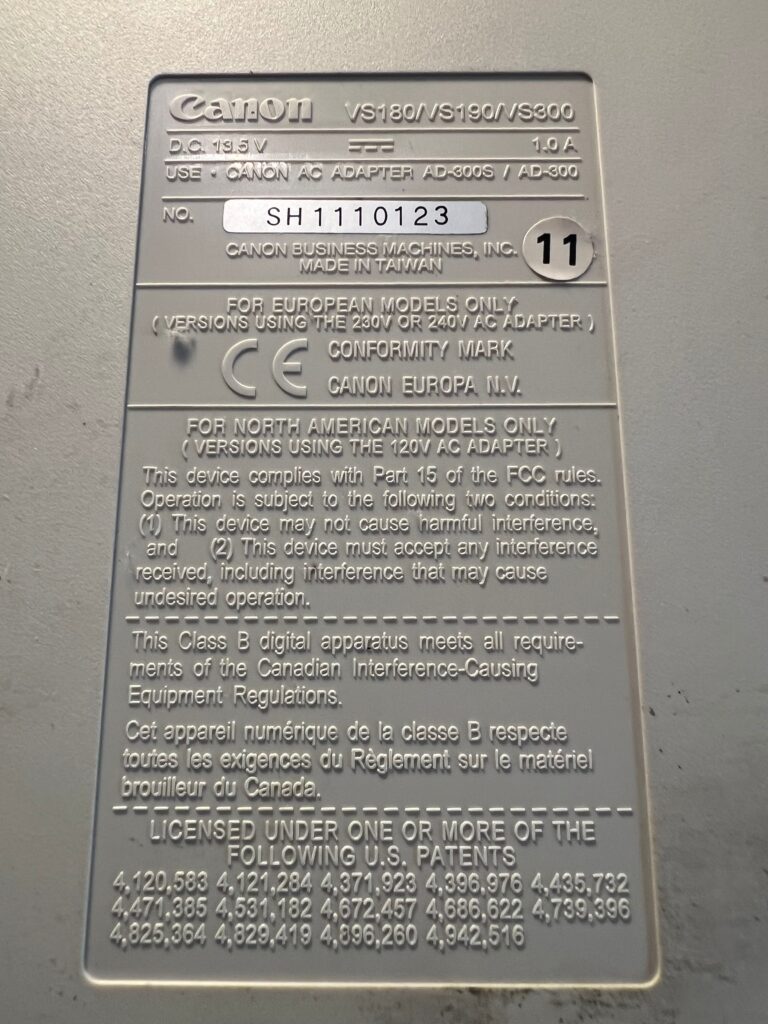 Canon VS180/VS190/VS300
D.C. 13.5 V 1.0 A
USE • CANON AC ADAPTER AD-300S / AD-300
NO. SH1110123
CANON BUSINESS MACHINES, INC.
MADE IN TAIWAN
11
FOR EUROPEAN MODELS ONLY
( VERSIONS USING THE 230V OR 240V AC ADAPTER )
CE CONFORMITY MARK
CANON EUROPA N.V.
FOR NORTH AMERICAN MODELS ONLY
( VERSIONS USING THE 120V AC ADAPTER )
This device complies with Part 15 of the FCC rules.
Operation is subject to the following two conditions:
(1) This device may not cause harmful interference,
and (2) This device must accept any interference
received, including interference that may cause
undesired operation.
This Class B digital apparatus meets all require-
ments of the Canadian Interference-Causing
Equipment Regulations.
Cet appareil numérique de la classe B respecte
toutes les exigences du Règlement sur le matériel
brouilleur du Canada.
LICENSED UNDER ONE OR MORE OF THE
FOLLOWING U.S. PATENTS
4,120,583 4,121,284 4,371,923 4,396,976 4,435,732
4,471,385 4,531,182 4,672,457 4,686,622 4,739,396
4,825,364 4,829,419 4,896,260 4,942,516